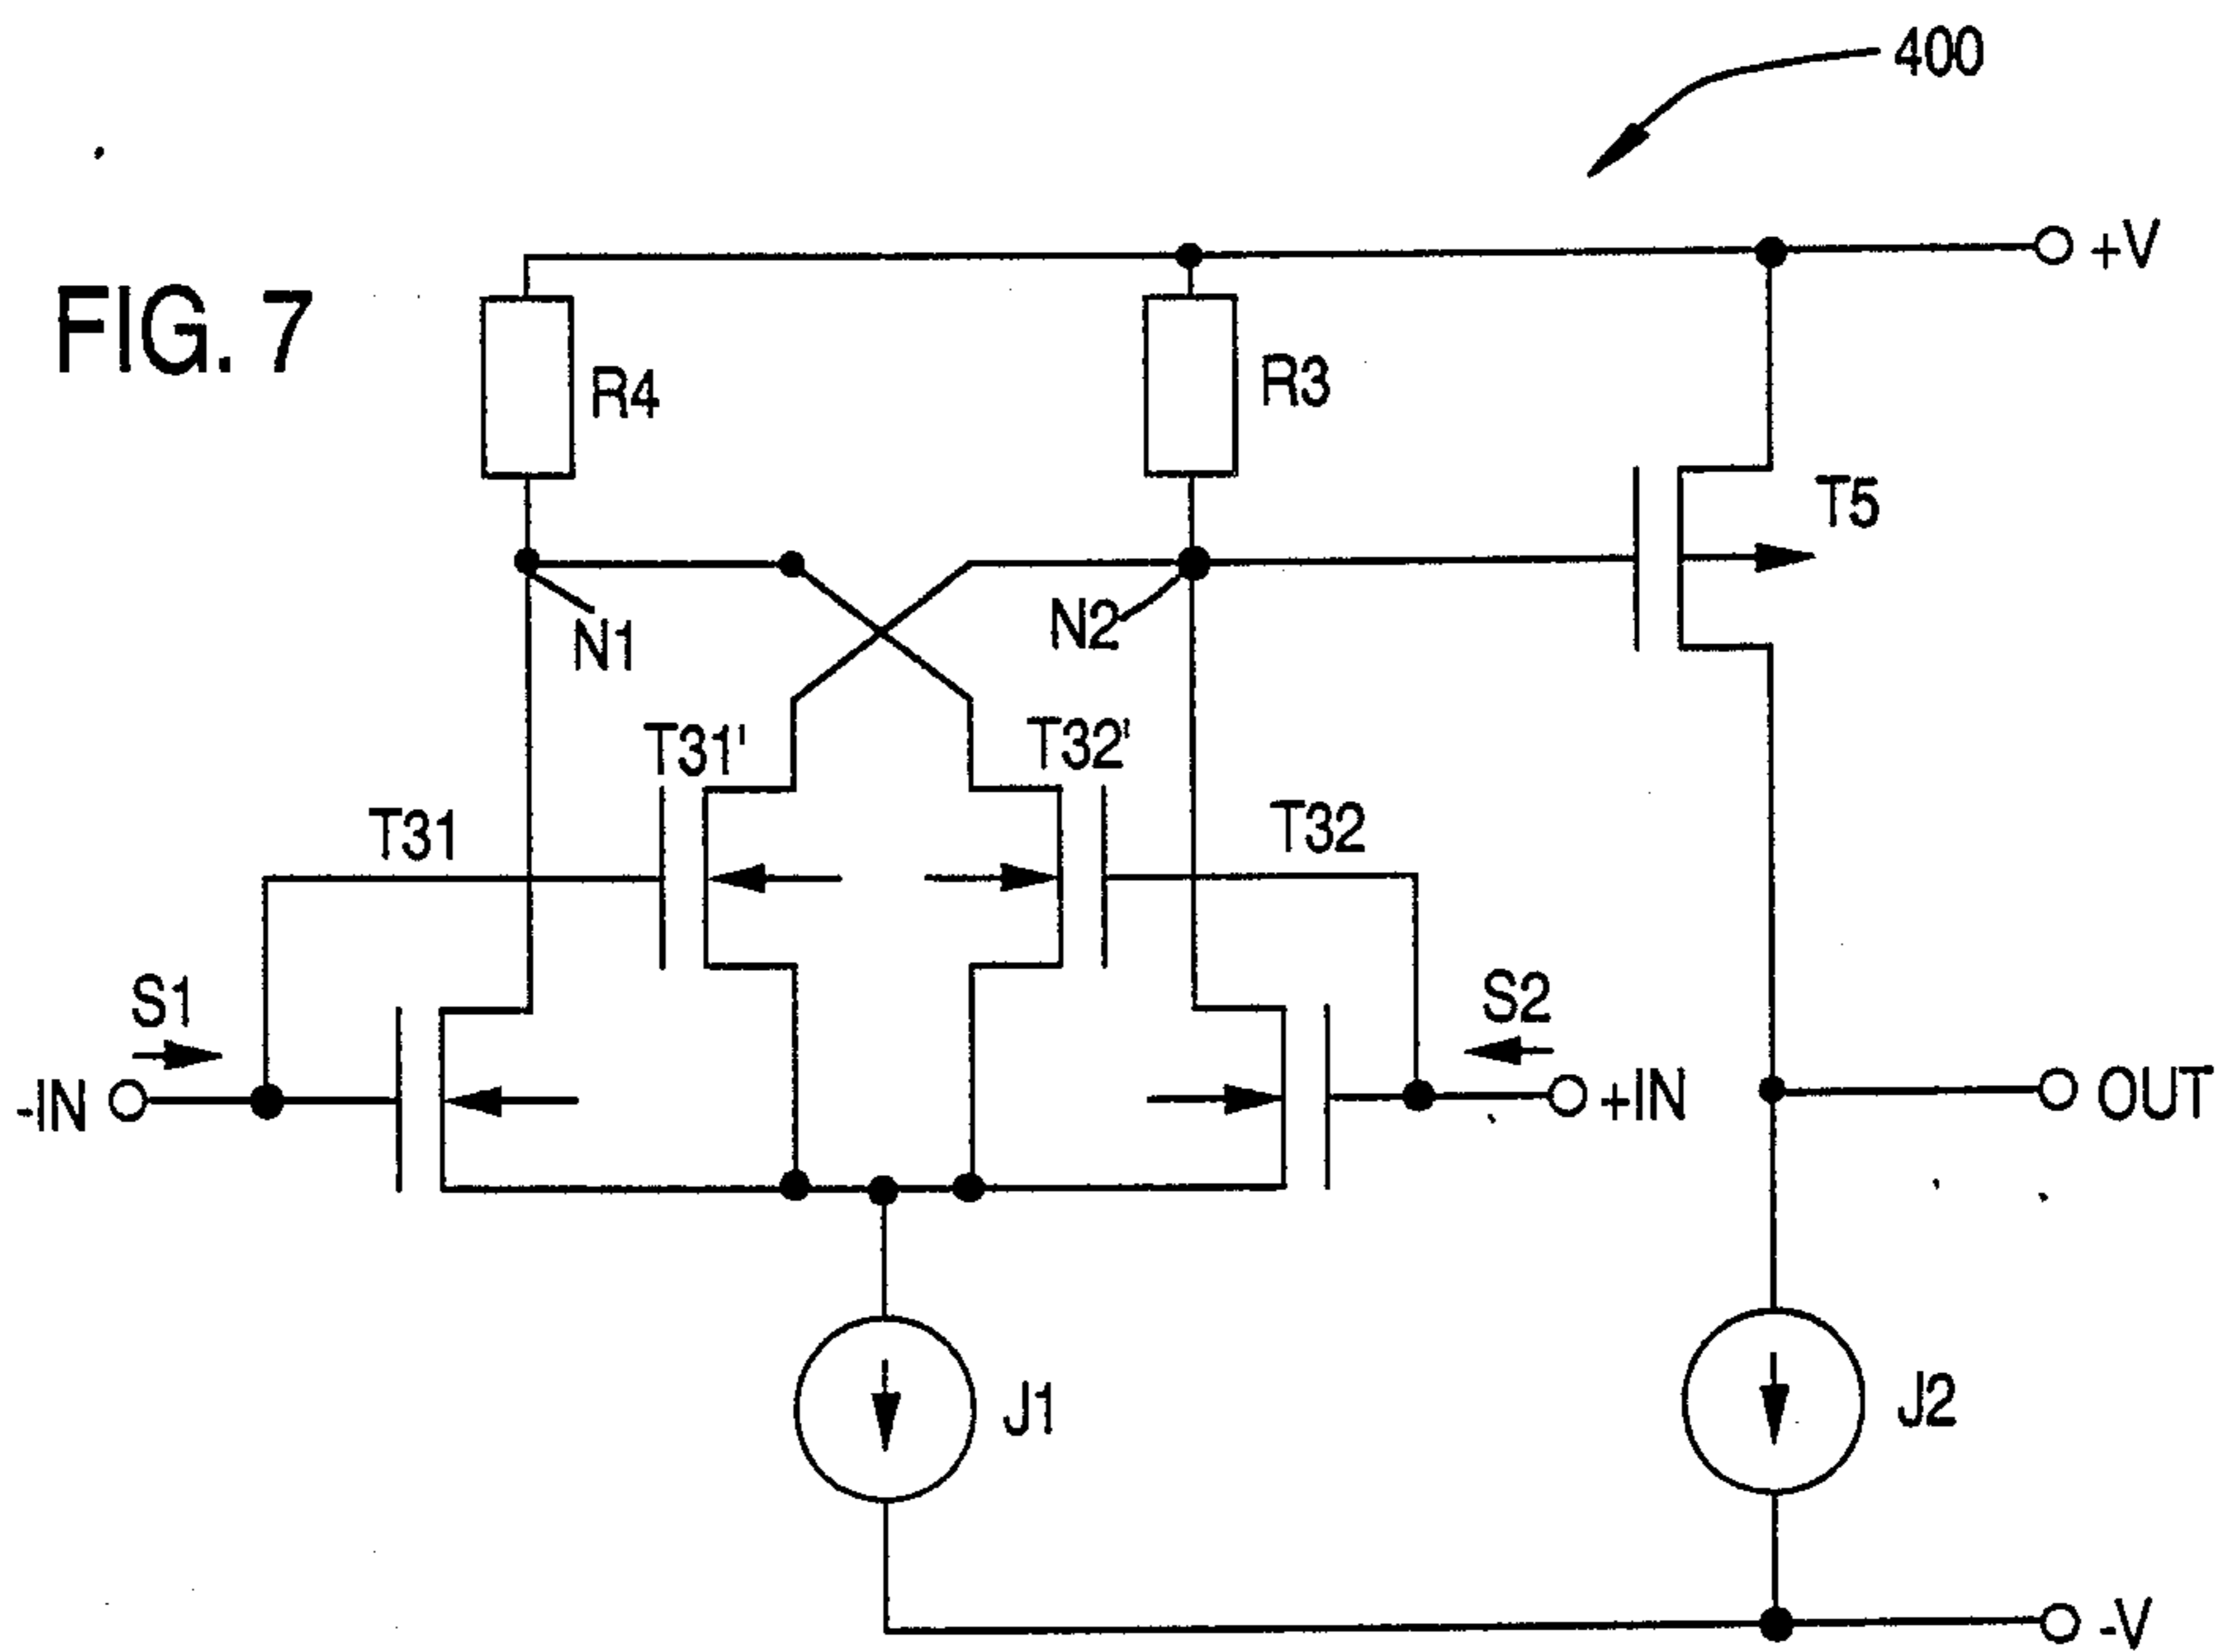 400
+V
FIG. 7
R4
R3
T5
N1
N2
T31'
T32'
T31
T32
S1
S2
-IN
+IN
OUT
J1
J2
-V